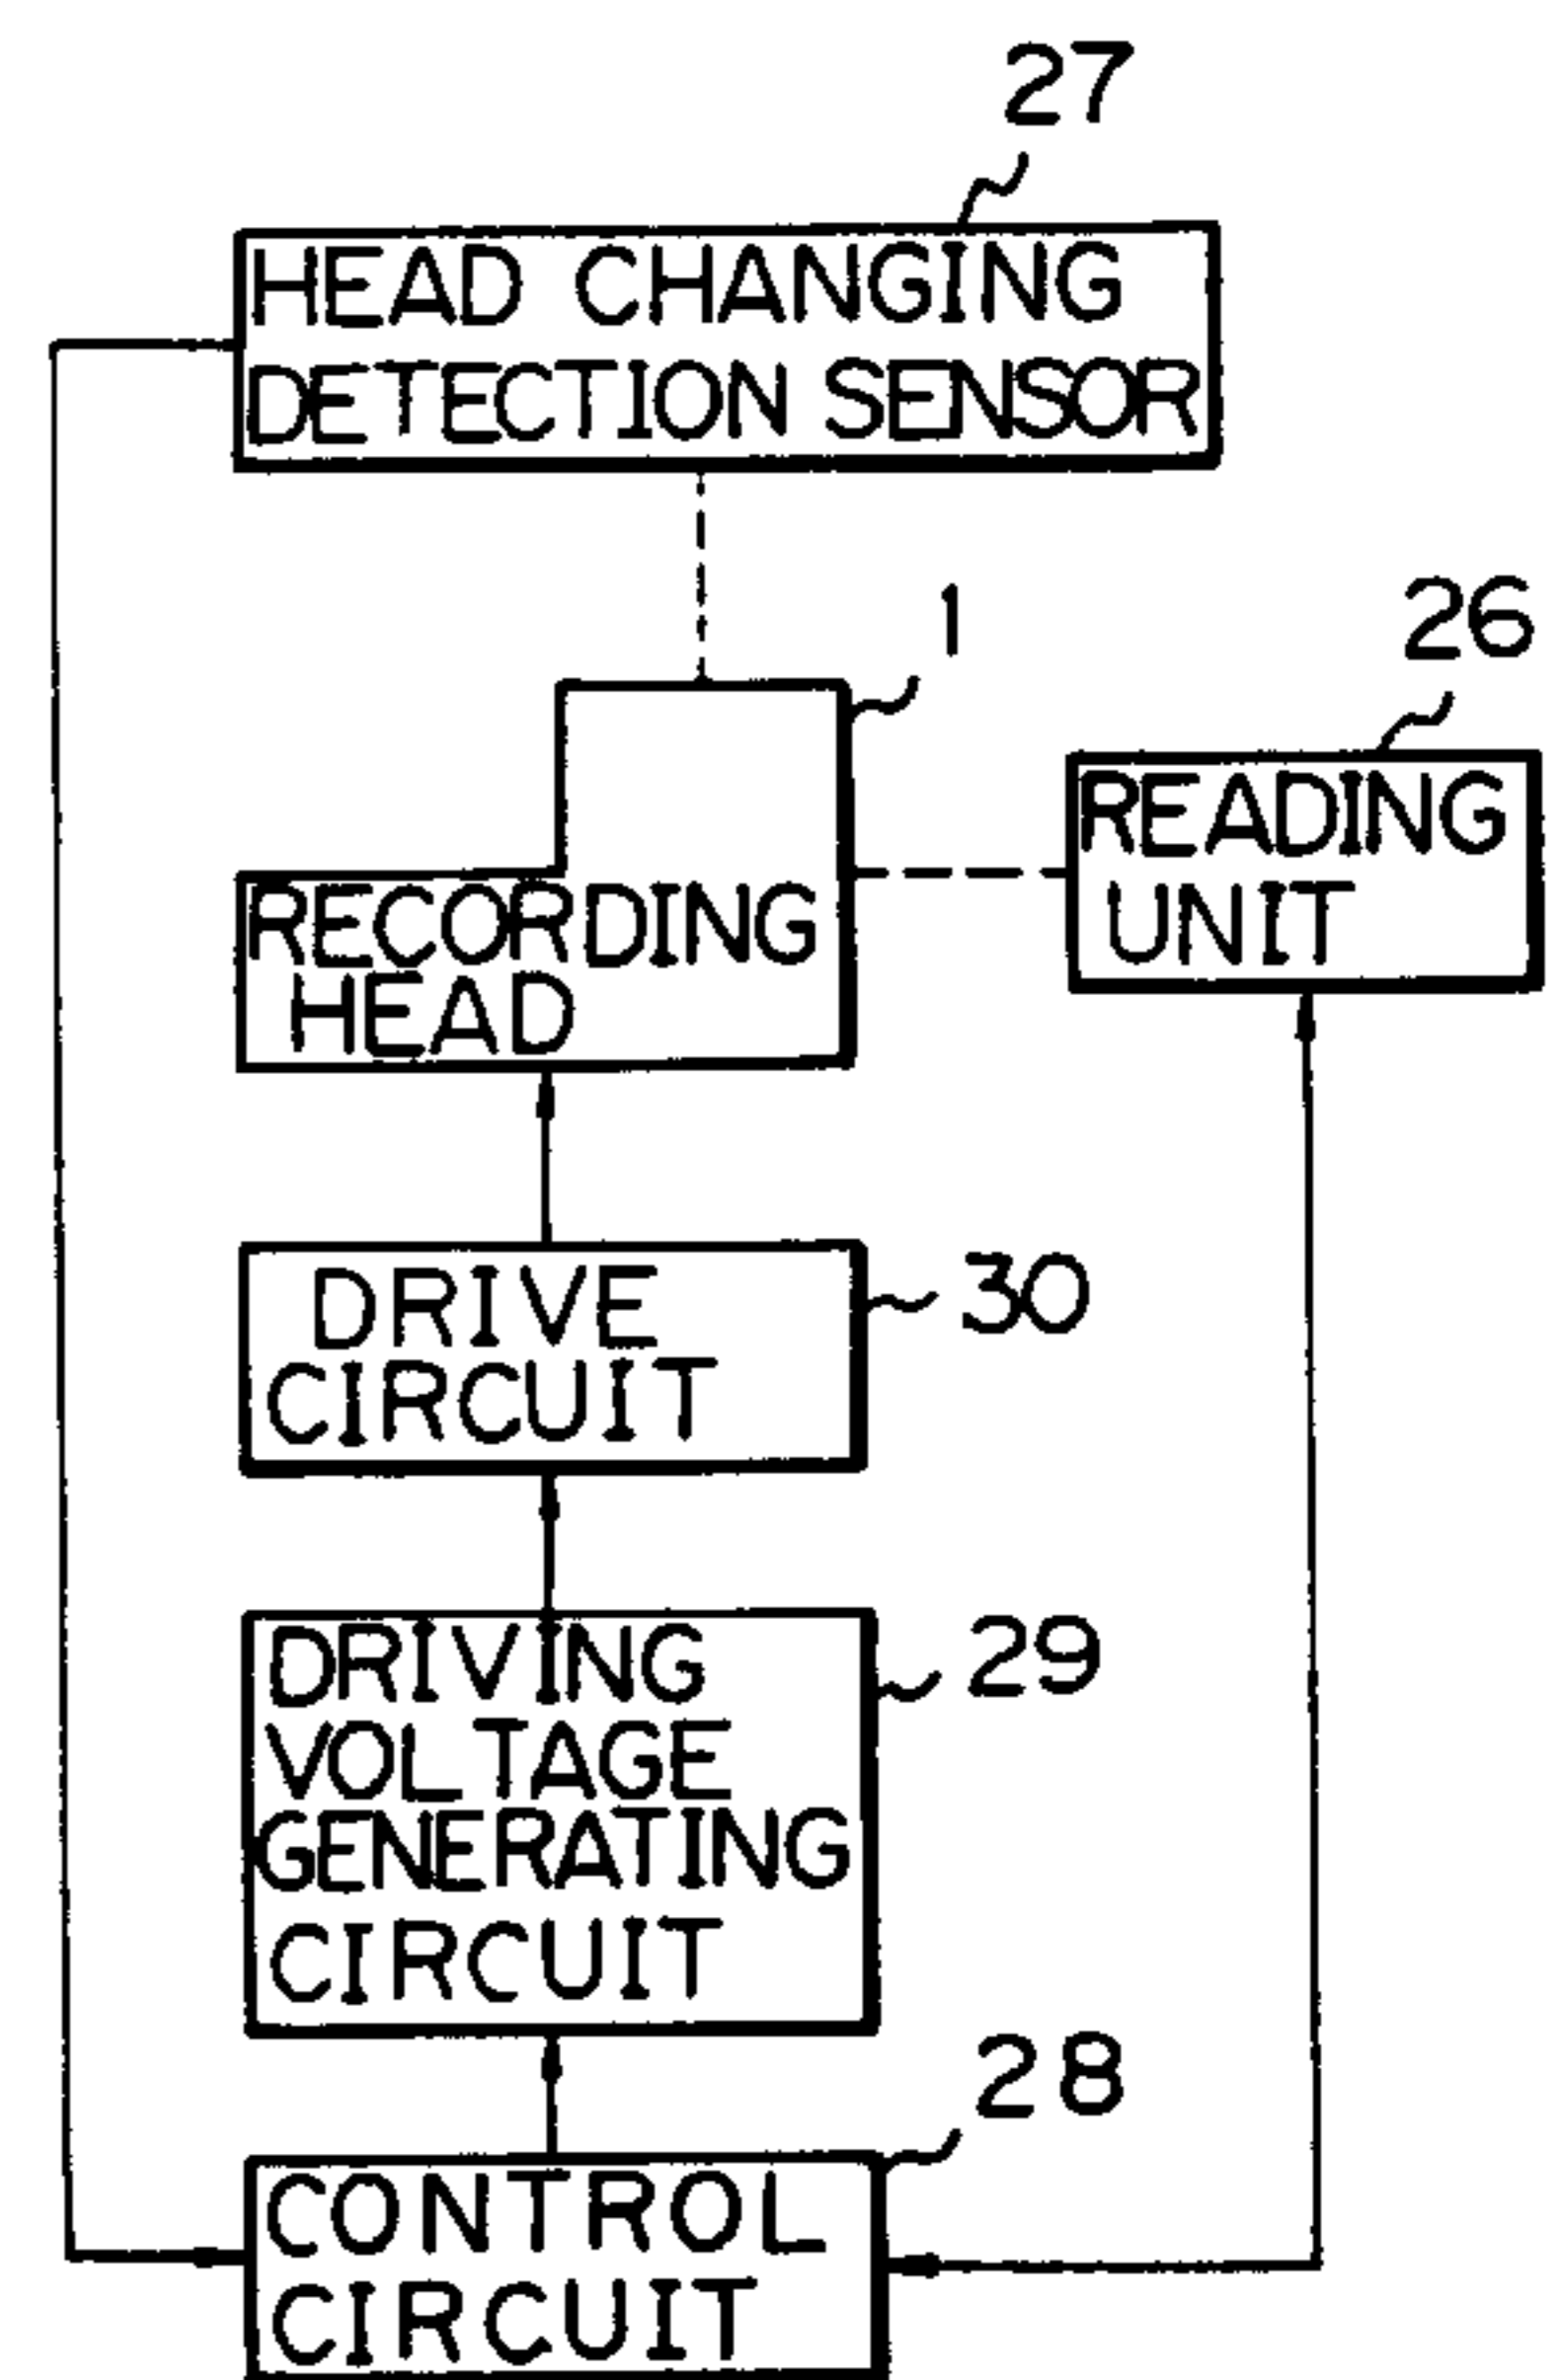 27
HEAD CHANGING
DETECTION SENSOR
1
26
READING
UNIT
RECORDING
HEAD
DRIVE
CIRCUIT
30
DRIVING
VOLTAGE
GENERATING
CIRCUIT
29
28
CONTROL
CIRCUIT